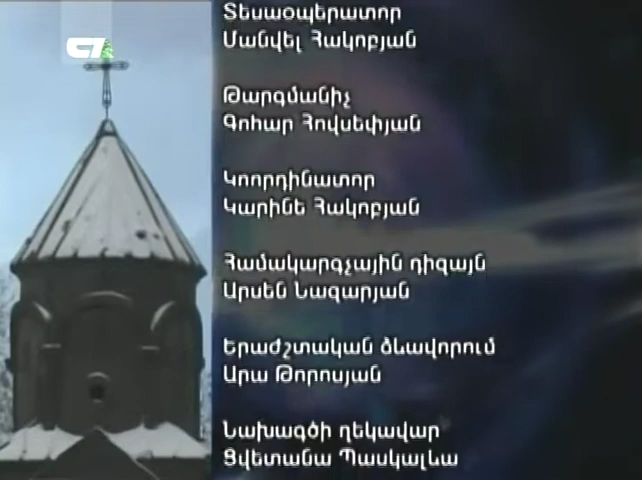 C7
Տեսաօպերատոր
Մանվել Հակոբյան
Թարգմանիչ
Գոհար Հովսեփյան
Կոորդինատոր
Կարինե Հակոբյան
Համակարգչային դիզայն
Արսեն Նազարյան
Երաժշտական ձևավորում
Արա Թորոսյան
Նախագծի ղեկավար
Ցվետանա Պասկալևա